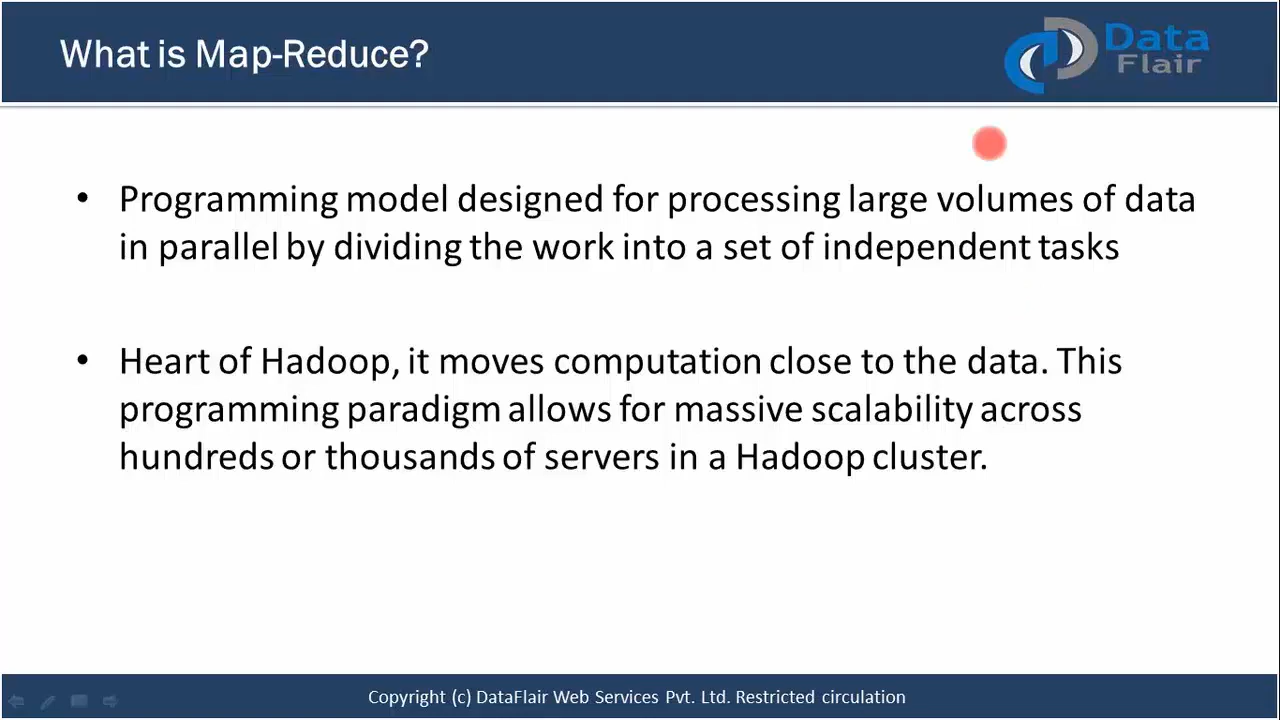 What is Map-Reduce?
Data
Flair
• Programming model designed for processing large volumes of data
in parallel by dividing the work into a set of independent tasks
• Heart of Hadoop, it moves computation close to the data. This
programming paradigm allows for massive scalability across
hundreds or thousands of servers in a Hadoop cluster.
Copyright (c) DataFlair Web Services Pvt. Ltd. Restricted circulation